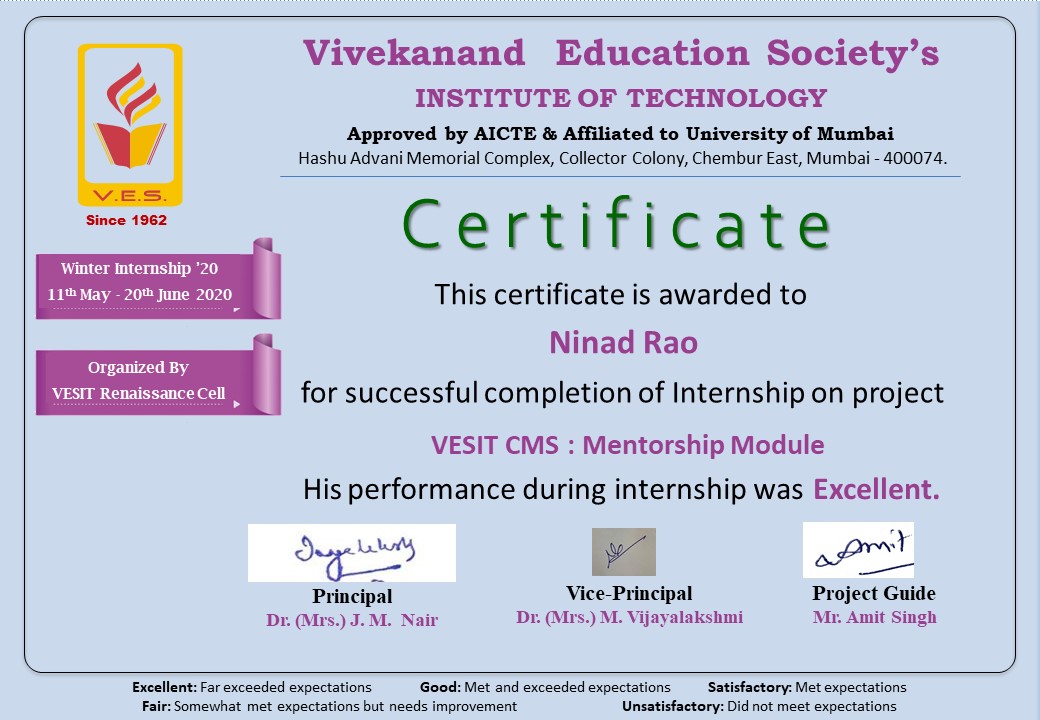 Vivekanand Education Society's
INSTITUTE OF TECHNOLOGY
Approved by AICTE & Affiliated to University of Mumbai
Hashu Advani Memorial Complex, Collector Colony, Chembur East, Mumbai - 400074.
V.E.S.
Since 1962
Certificate
Winter Internship '20
11th May - 20th June 2020
Organized By
VESIT Renaissance Cell
This certificate is awarded to
Ninad Rao
for successful completion of Internship on project
VESIT CMS : Mentorship Module
His performance during internship was Excellent.
Principal
Dr. (Mrs.) J. M. Nair
Vice-Principal
Dr. (Mrs.) M. Vijayalakshmi
Project Guide
Mr. Amit Singh
Excellent: Far exceeded expectations Good: Met and exceeded expectations Satisfactory: Met expectations
Fair: Somewhat met expectations but needs improvement Unsatisfactory: Did not meet expectations